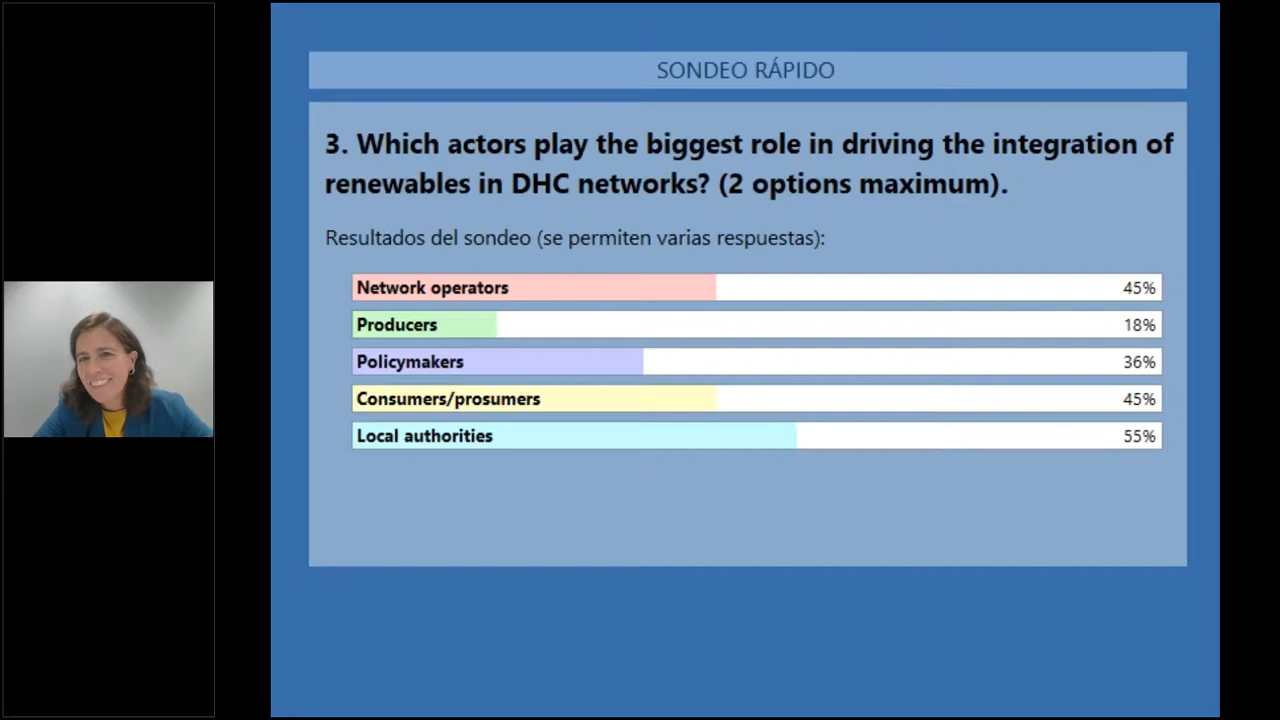 SONDEO RÁPIDO
3. Which actors play the biggest role in driving the integration of
renewables in DHC networks? (2 options maximum).
Resultados del sondeo (se permiten varias respuestas):
Network operators 45%
Producers 18%
Policymakers 36%
Consumers/prosumers 45%
Local authorities 55%